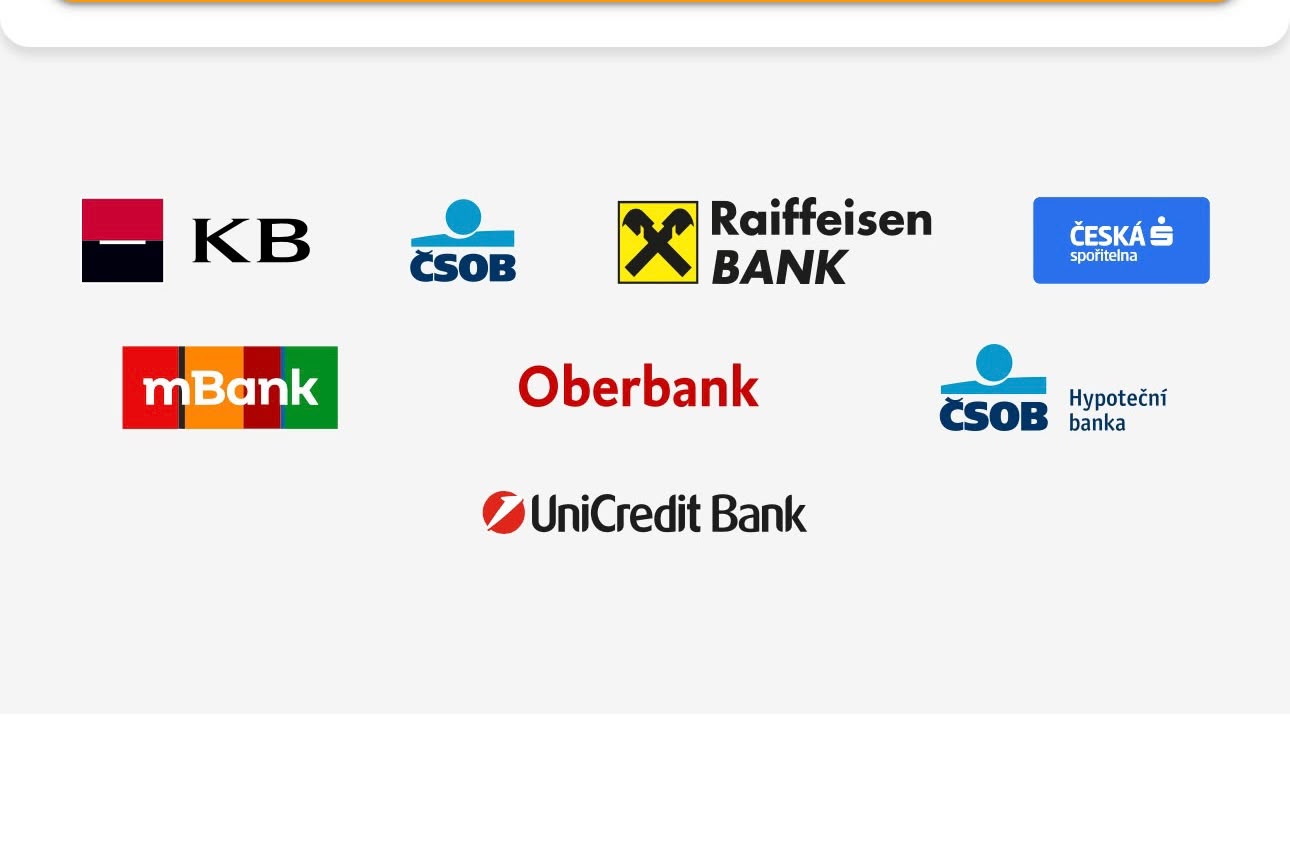 KB
ČSOB
Raiffeisen
BANK
ČESKÁ
spořitelna
mBank
Oberbank
ČSOB
Hypoteční
banka
UniCredit Bank